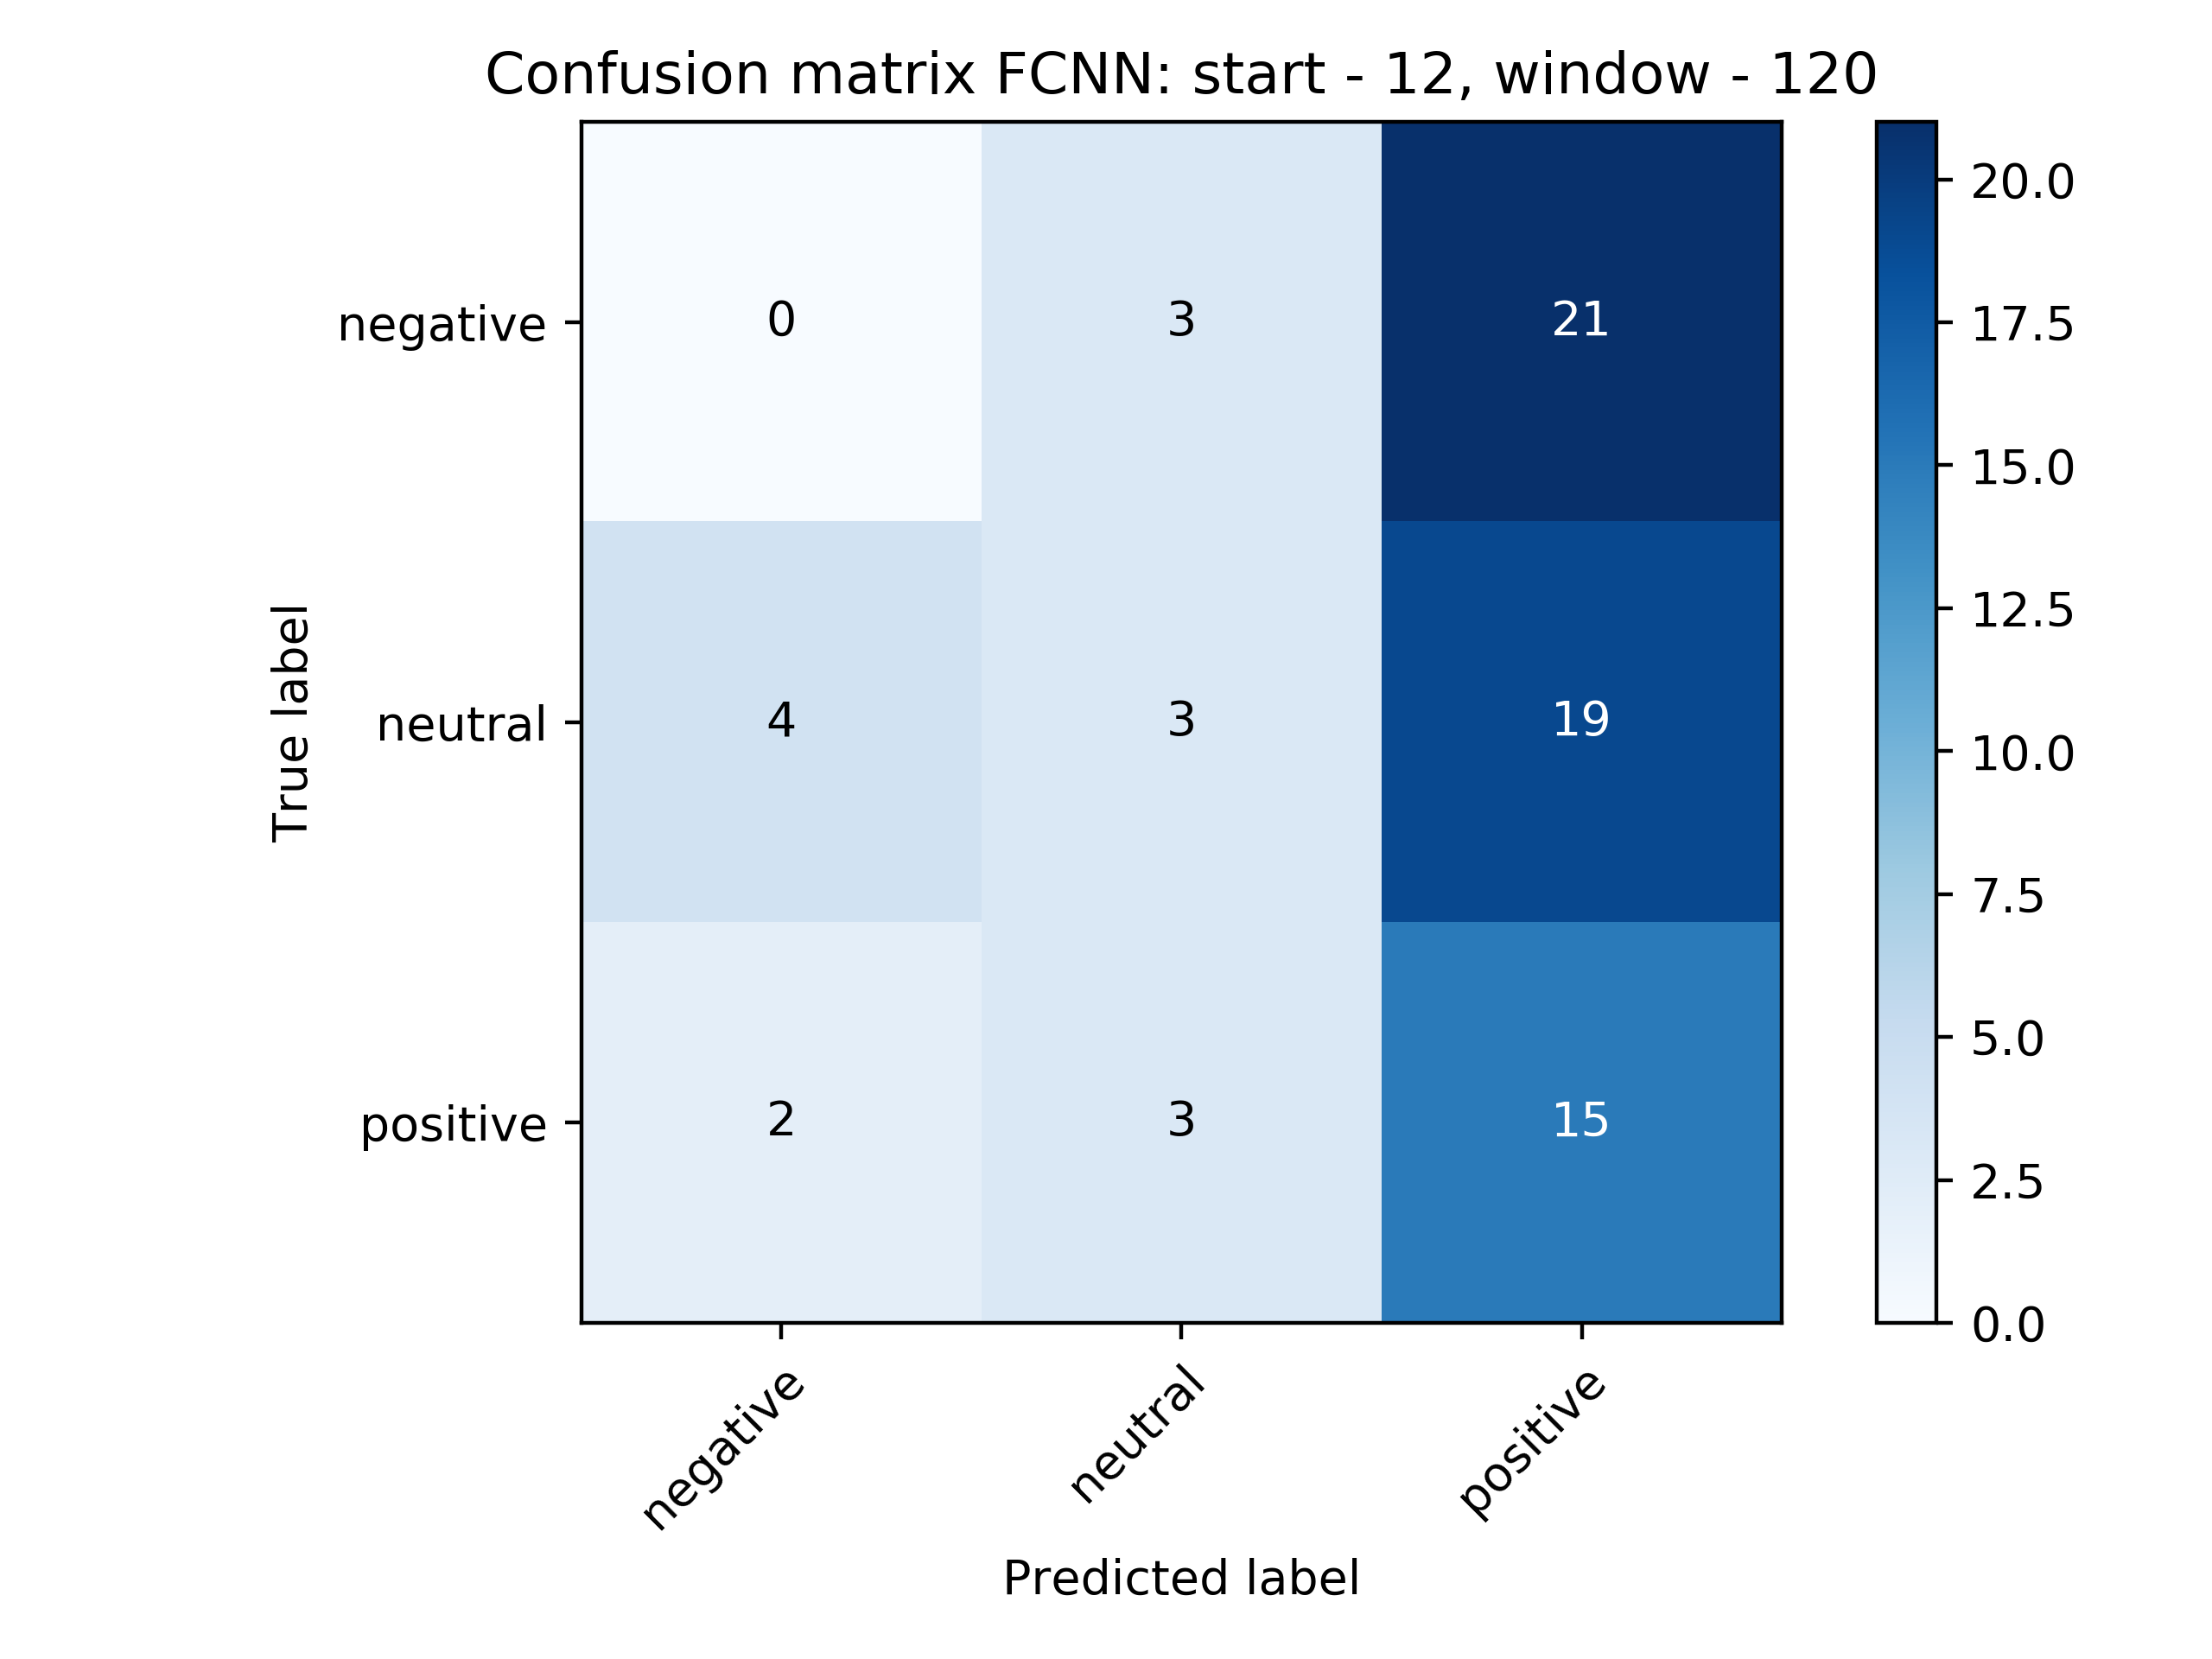 Confusion matrix FCNN: start - 12, window - 120
negative 0 3 21
neutral 4 3 19
positive 2 3 15
True label
negative neutral positive
Predicted label
20.0
17.5
15.0
12.5
10.0
7.5
5.0
2.5
0.0